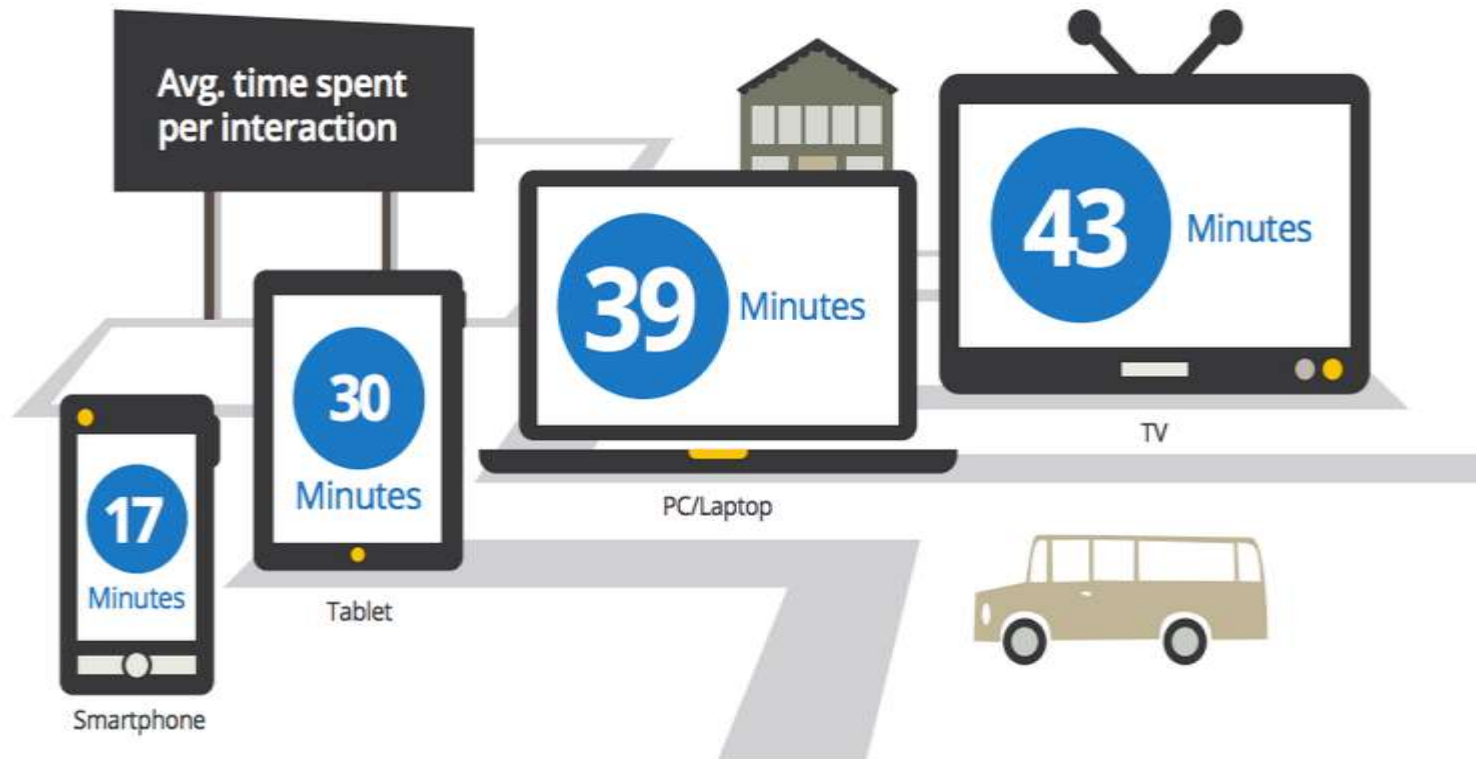 Avg. time spent
per interaction
17
Minutes
Smartphone
30
Minutes
Tablet
39 Minutes
PC/Laptop
43 Minutes
TV